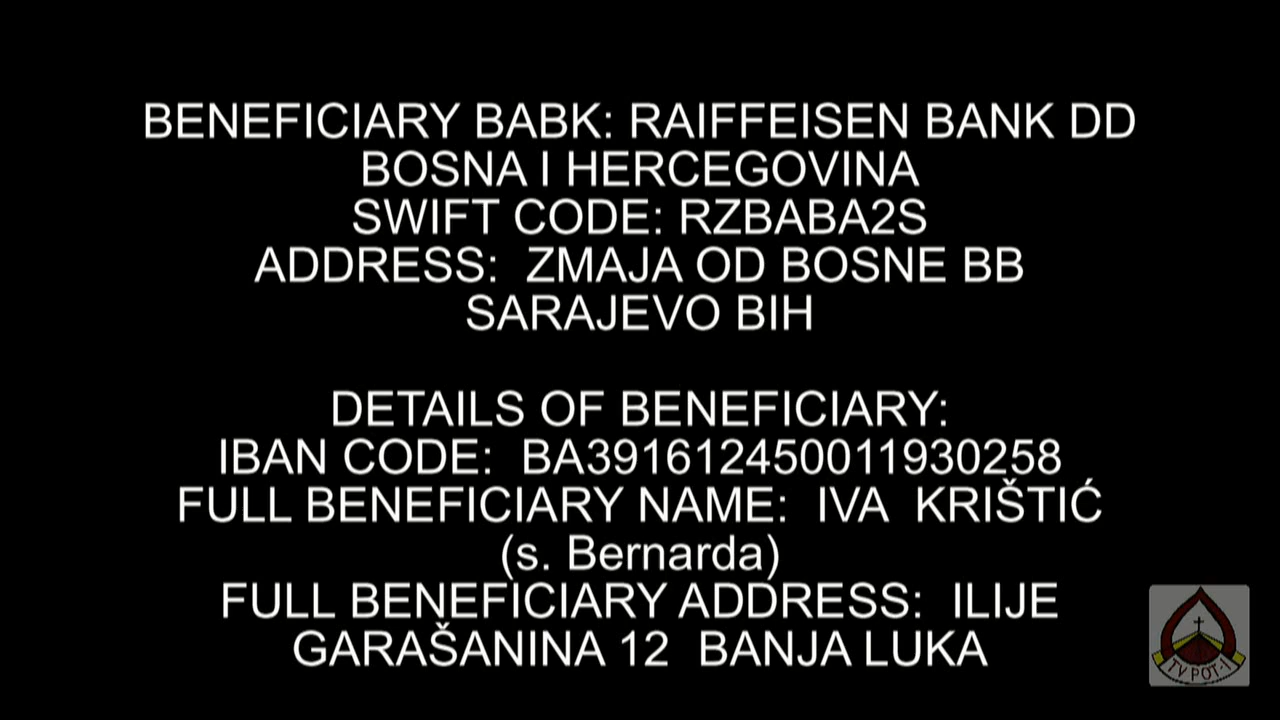 BENEFICIARY BABK: RAIFFEISEN BANK DD
BOSNA I HERCEGOVINA
SWIFT CODE: RZBABA2S
ADDRESS:  ZMAJA OD BOSNE BB
SARAJEVO BIH
DETAILS OF BENEFICIARY:
IBAN CODE:  BA391612450011930258
FULL BENEFICIARY NAME:  IVA  KRIŠTIĆ
(s. Bernarda)
FULL BENEFICIARY ADDRESS:  ILIJE
GARAŠANINA 12  BANJA LUKA
TV POT-1